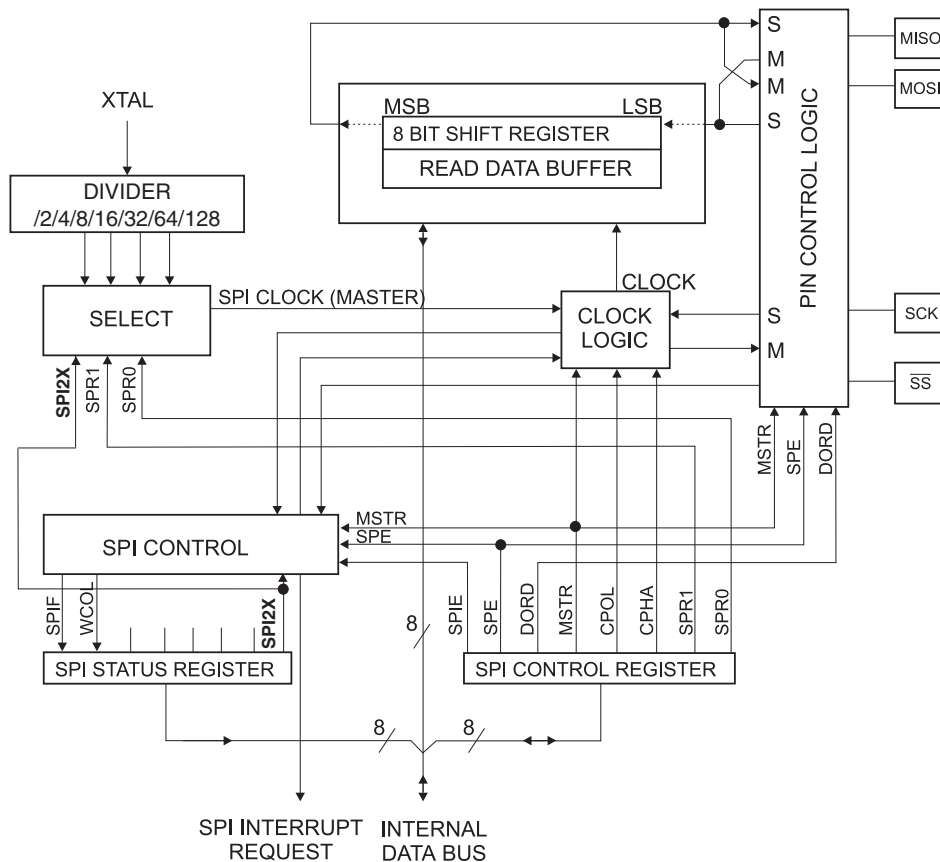 S
MISO
M
MOSI
M
S
XTAL
MSB
LSB
8 BIT SHIFT REGISTER
READ DATA BUFFER
PIN CONTROL LOGIC
DIVIDER
/2/4/8/16/32/64/128
CLOCK
SPI CLOCK (MASTER)
SELECT
CLOCK
LOGIC
S
M
SCK
SS
SPI2X
SPR1
SPR0
MSTR
SPE
DORD
MSTR
SPE
SPI CONTROL
SPIF
WCOL
SPI2X
8
SPIE
SPE
DORD
MSTR
CPOL
CPHA
SPR1
SPR0
SPI STATUS REGISTER
SPI CONTROL REGISTER
8
8
SPI INTERRUPT
REQUEST
INTERNAL
DATA BUS